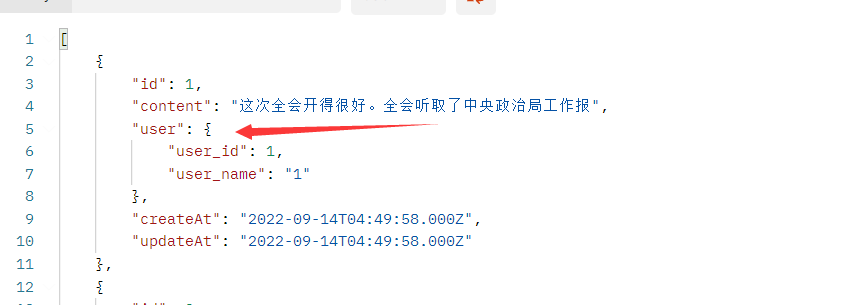 1 [
2 {
3 "id": 1,
4 "content": "这次全会开得很好。全会听取了中央政治局工作报",
5 "user": {
6 "user_id": 1,
7 "user_name": "1"
8 },
9 "createAt": "2022-09-14T04:49:58.000Z",
10 "updateAt": "2022-09-14T04:49:58.000Z"
11 },
12 {